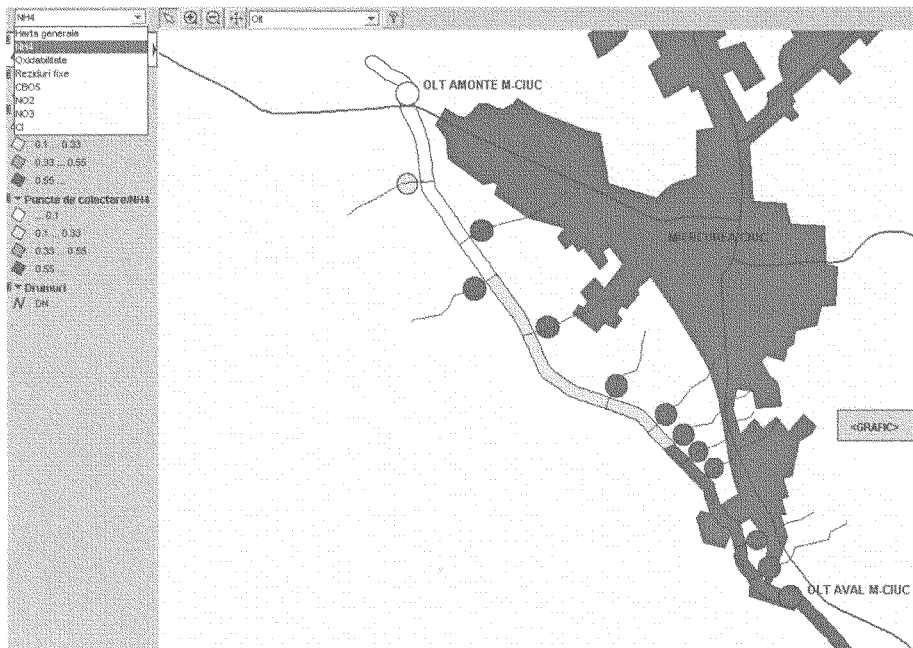 NH4
Olt
?
Harta generala
NH4
Oxidabilitate
Reziduri fixe
CBO5
NO2
NO3
Cl
0.1 ... 0.33
0.33 ... 0.55
0.55 ...
Puncte de colectare/NH4
... 0.1
0.1 ... 0.33
0.33 ... 0.55
0.55 ...
Drumuri
DN
OLT AMONTE M-CIUC
MIERCUREA CIUC
<GRAFIC>
OLT AVAL M-CIUC